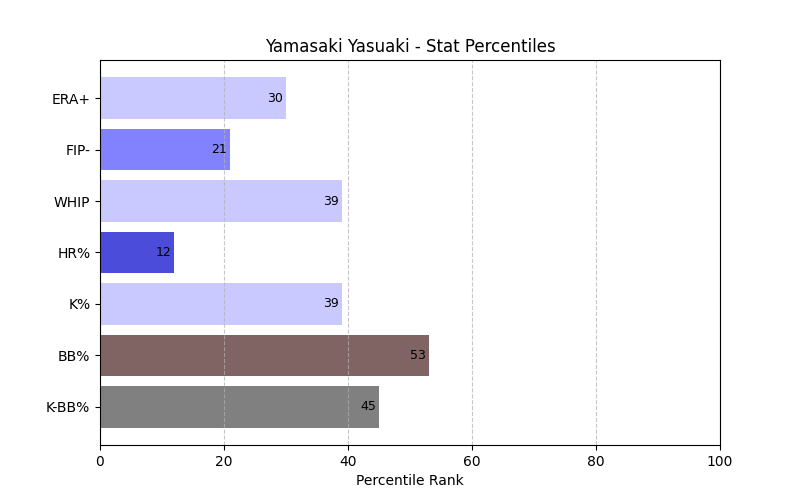 Yamasaki Yasuaki - Stat Percentiles
ERA+ 30
FIP- 21
WHIP 39
HR% 12
K% 39
BB% 53
K-BB% 45
0 20 40 60 80 100
Percentile Rank